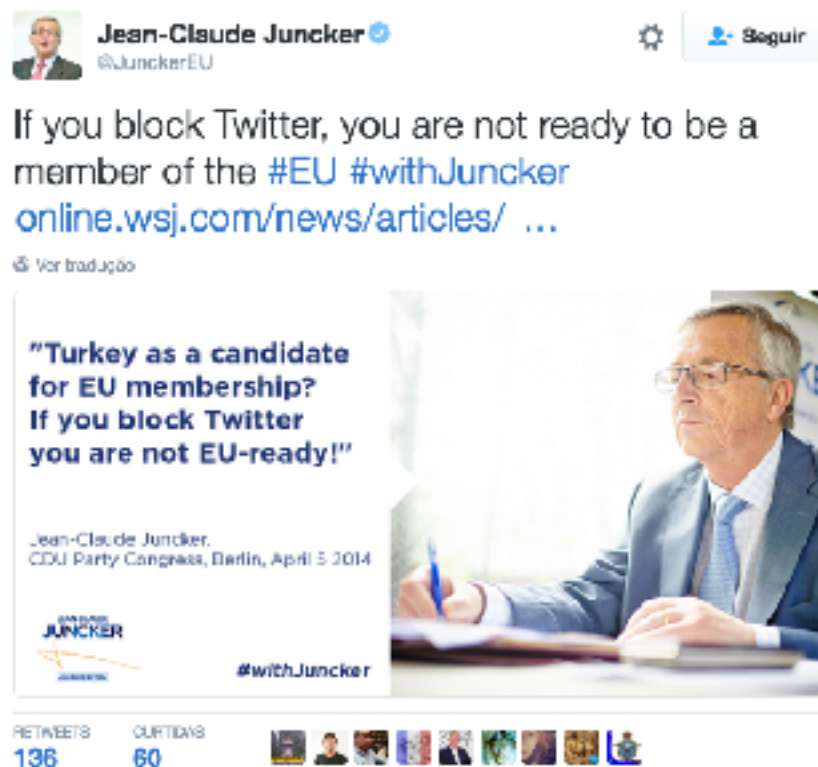 Jean-Claude Juncker
@JunckerEU
Seguir
If you block Twitter, you are not ready to be a
member of the #EU #withJuncker
online.wsj.com/news/articles/ ...
Ver tradução
"Turkey as a candidate
for EU membership?
If you block Twitter
you are not EU-ready!"
Jean-Claude Juncker,
CDU Party Congress, Berlin, April 5 2014
JEAN-CLAUDE
JUNCKER
#withJuncker
RETWEETS
CURTIDAS
136
60